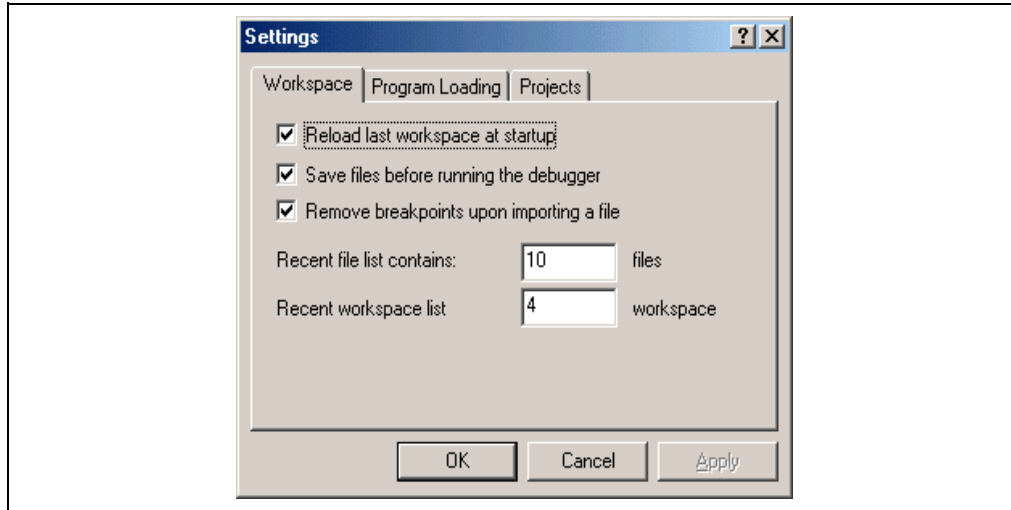 Settings
Workspace Program Loading Projects
Reload last workspace at startup
Save files before running the debugger
Remove breakpoints upon importing a file
Recent file list contains: 10 files
Recent workspace list 4 workspace
OK Cancel Apply